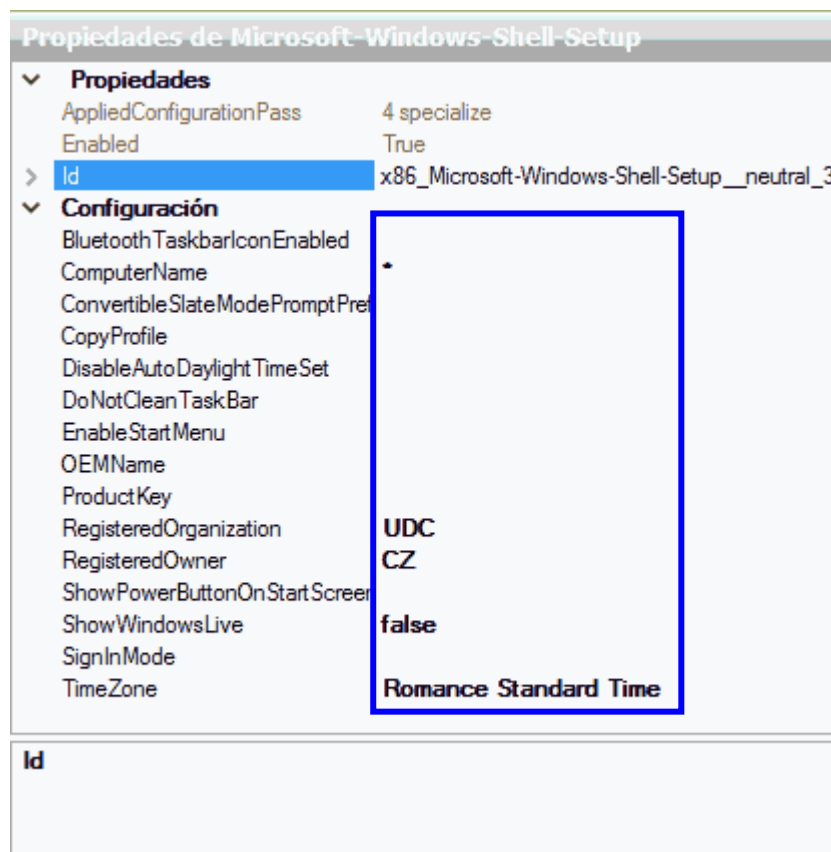 Propiedades de Microsoft-Windows-Shell-Setup
Propiedades
AppliedConfigurationPass 4 specialize
Enabled True
Id x86_Microsoft-Windows-Shell-Setup__neutral_3
Configuración
BluetoothTaskbarIconEnabled
ComputerName *
ConvertibleSlateModePromptPref
CopyProfile
DisableAutoDaylightTimeSet
DoNotCleanTaskBar
EnableStartMenu
OEMName
ProductKey
RegisteredOrganization UDC
RegisteredOwner CZ
ShowPowerButtonOnStartScreen
ShowWindowsLive false
SignInMode
TimeZone Romance Standard Time
Id